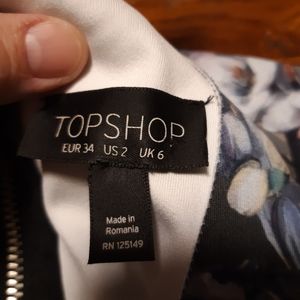 TOPSHOP
EUR 34 US 2 UK 6
Made in
Romania
RN 125149